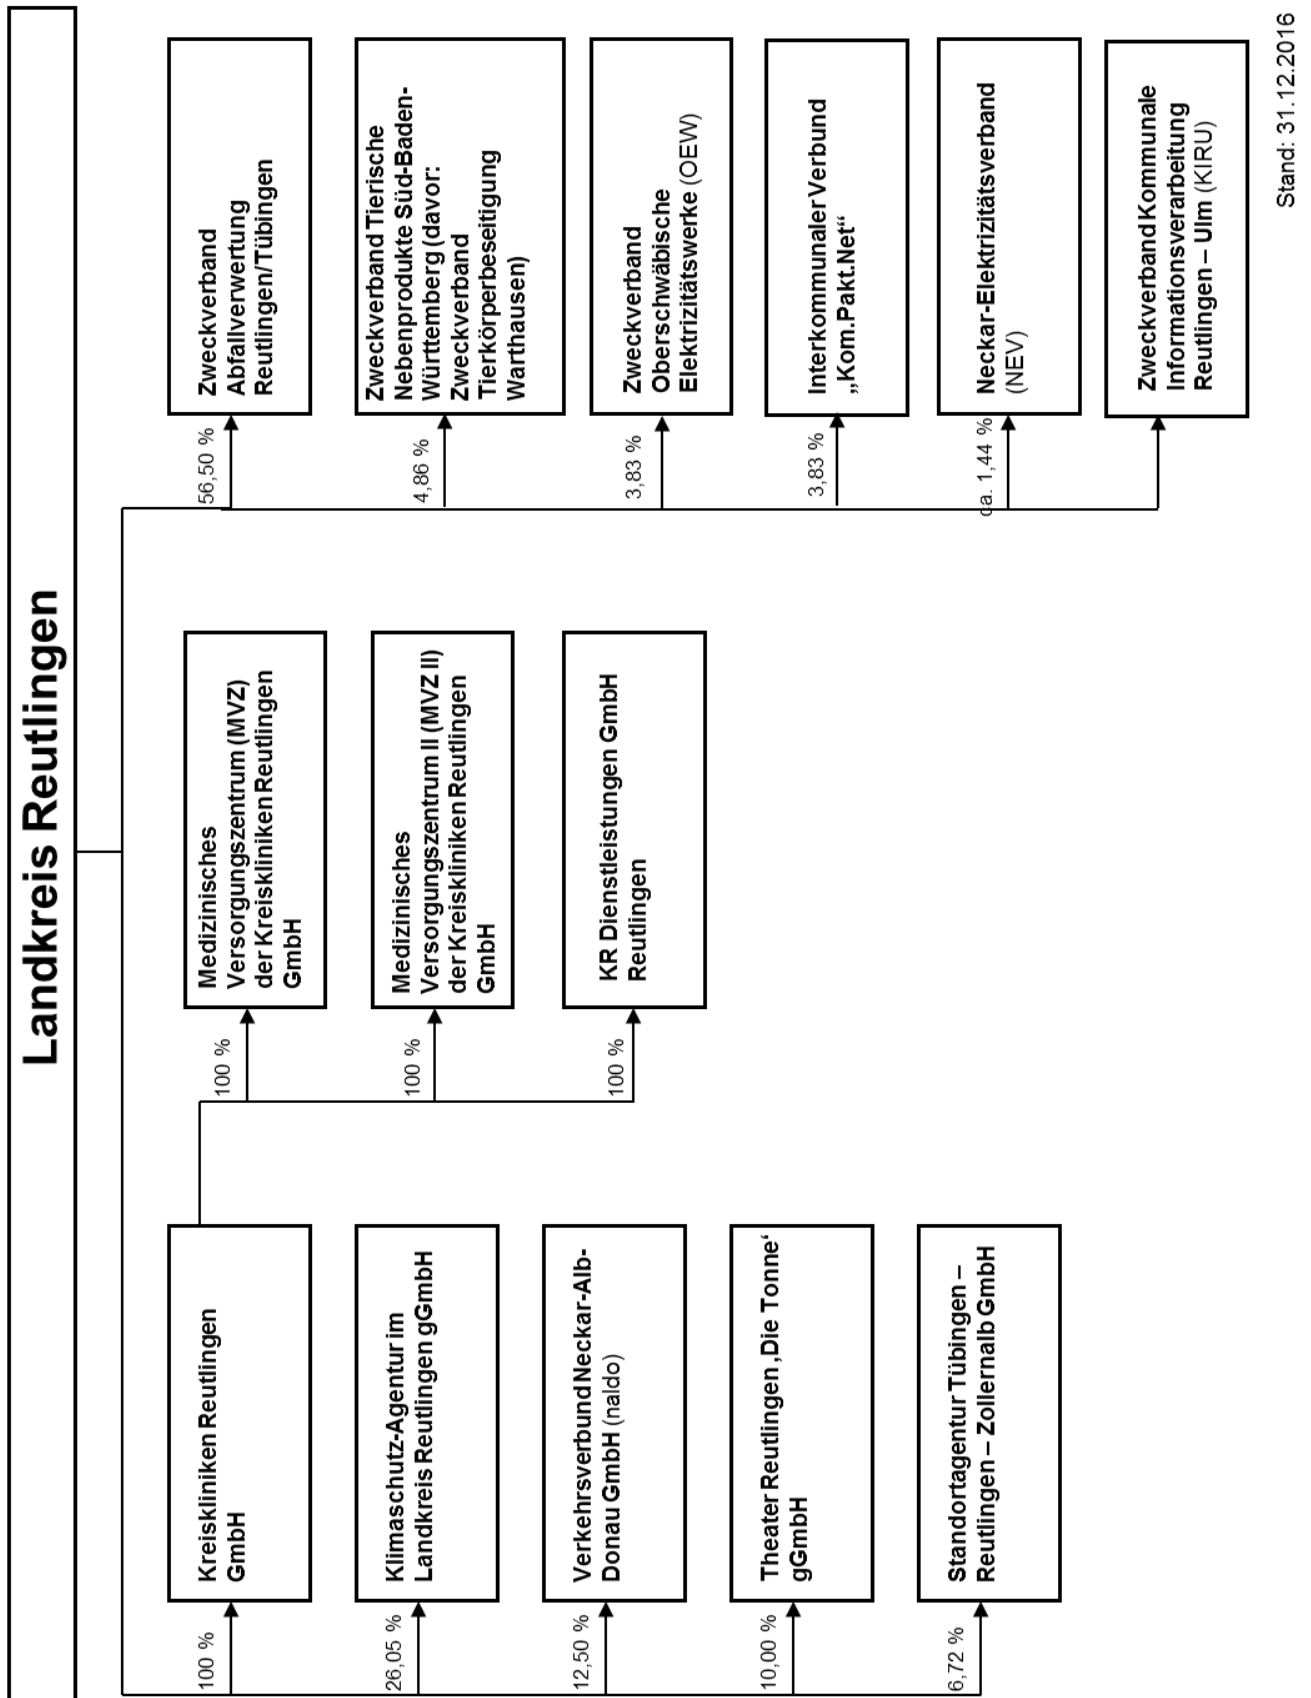 Landkreis Reutlingen
100 %
Kreiskliniken Reutlingen
GmbH
26,05 %
Klimaschutz-Agentur im
Landkreis Reutlingen gGmbH
12,50 %
Verkehrsverbund Neckar-Alb-
Donau GmbH (naldo)
10,00 %
Theater Reutlingen ‚Die Tonne‘
gGmbH
6,72 %
Standortagentur Tübingen –
Reutlingen – Zollernalb GmbH
100 %
Medizinisches
Versorgungszentrum (MVZ)
der Kreiskliniken Reutlingen
GmbH
100 %
Medizinisches
Versorgungszentrum II (MVZ II)
der Kreiskliniken Reutlingen
GmbH
100 %
KR Dienstleistungen GmbH
Reutlingen
56,50 %
Zweckverband
Abfallverwertung
Reutlingen/Tübingen
4,86 %
Zweckverband Tierische
Nebenprodukte Süd-Baden-
Württemberg (davor:
Zweckverband
Tierkörperbeseitigung
Warthausen)
3,83 %
Zweckverband
Oberschwäbische
Elektrizitätswerke (OEW)
3,83 %
Interkommunaler Verbund
„Kom.Pakt.Net“
ca. 1,44 %
Neckar-Elektrizitätsverband
(NEV)
Zweckverband Kommunale
Informationsverarbeitung
Reutlingen – Ulm (KIRU)
Stand: 31.12.2016